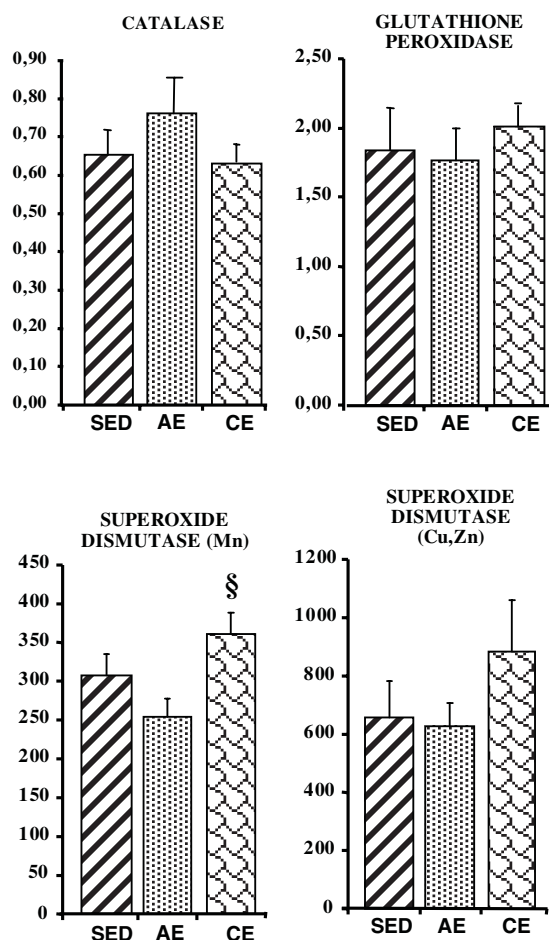 CATALASE
0,90
0,80
0,70
0,60
0,50
0,40
0,30
0,20
0,10
0,00
SED AE CE
GLUTATHIONE
PEROXIDASE
2,50
2,00
1,50
1,00
0,50
0,00
SED AE CE
SUPEROXIDE
DISMUTASE (Mn)
450
400
350
300
250
200
150
100
50
0
§
SED AE CE
SUPEROXIDE
DISMUTASE
(Cu,Zn)
1200
1000
800
600
400
200
0
SED AE CE